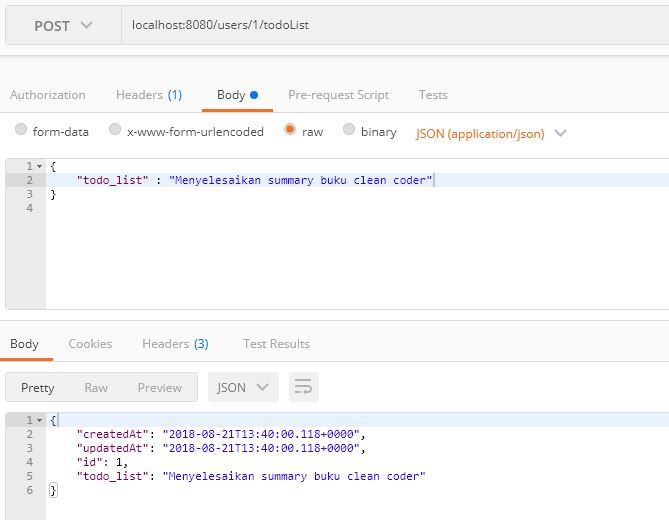 POST localhost:8080/users/1/todoList
Authorization Headers (1) Body Pre-request Script Tests
form-data x-www-form-urlencoded raw binary JSON (application/json)
1 {
2 "todo_list" : "Menyelesaikan summary buku clean coder"
3 }
4
Body Cookies Headers (3) Test Results
Pretty Raw Preview JSON
1 {
2 "createdAt": "2018-08-21T13:40:00.118+0000",
3 "updatedAt": "2018-08-21T13:40:00.118+0000",
4 "id": 1,
5 "todo_list": "Menyelesaikan summary buku clean coder"
6 }